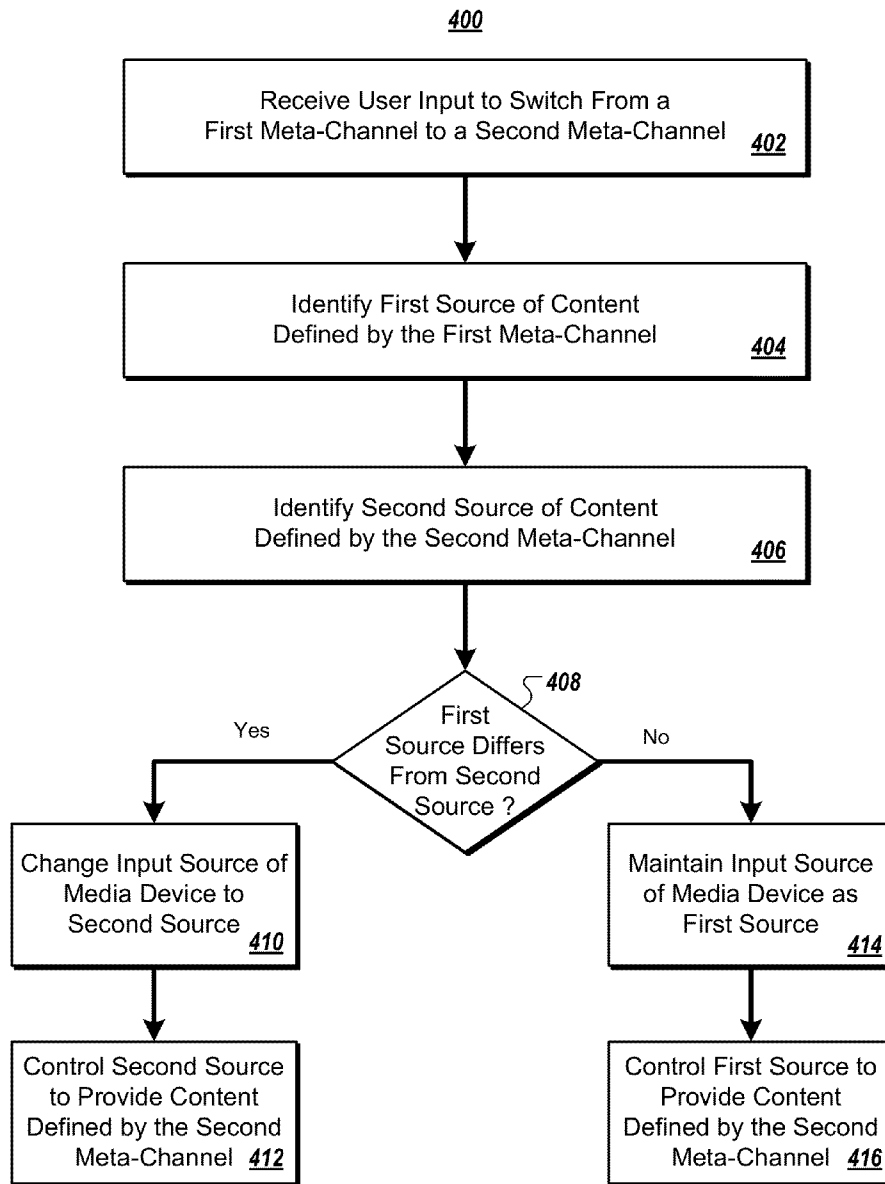 400
Receive User Input to Switch From a
First Meta-Channel to a Second Meta-Channel
402
Identify First Source of Content
Defined by the First Meta-Channel
404
Identify Second Source of Content
Defined by the Second Meta-Channel
406
408
First
Source Differs
From Second
Source ?
Yes
No
Change Input Source of
Media Device to
Second Source
410
Maintain Input Source
of Media Device as
First Source
414
Control Second Source
to Provide Content
Defined by the Second
Meta-Channel 412
Control First Source to
Provide Content
Defined by the Second
Meta-Channel 416